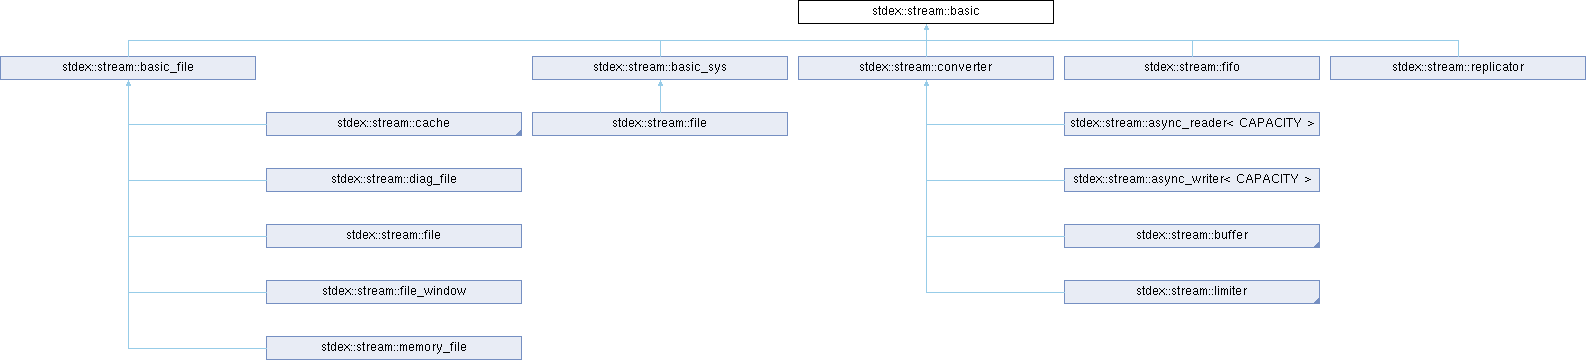 stdex::stream::basic
stdex::stream::basic_file
stdex::stream::basic_sys
stdex::stream::converter
stdex::stream::fifo
stdex::stream::replicator
stdex::stream::cache
stdex::stream::file
stdex::stream::async_reader< CAPACITY >
stdex::stream::diag_file
stdex::stream::async_writer< CAPACITY >
stdex::stream::file
stdex::stream::buffer
stdex::stream::file_window
stdex::stream::limiter
stdex::stream::memory_file